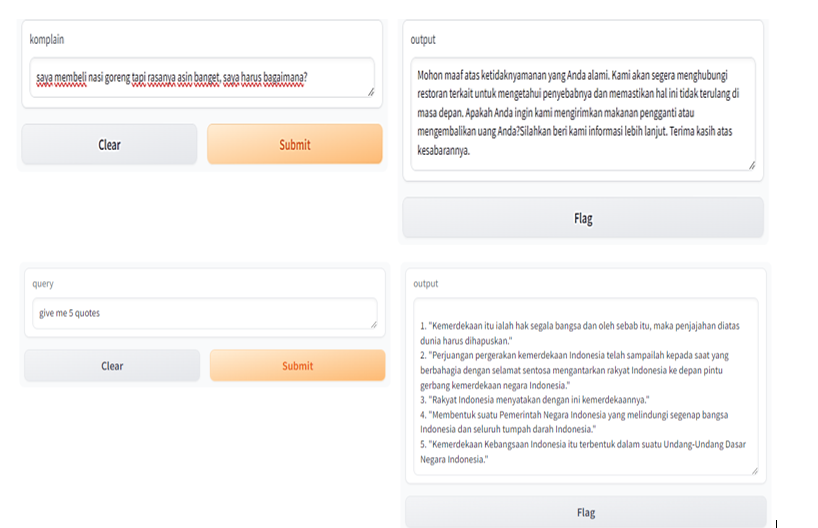 komplain
saya membeli nasi goreng tapi rasanya asin banget, saya harus bagaimana?
Clear
Submit
output
Mohon maaf atas ketidaknyamanan yang Anda alami. Kami akan segera menghubungi
restoran terkait untuk mengetahui penyebabnya dan memastikan hal ini tidak terulang di
masa depan. Apakah Anda ingin kami mengirimkan makanan pengganti atau
mengembalikan uang Anda?Silahkan beri kami informasi lebih lanjut. Terima kasih atas
kesabarannya.
Flag
query
give me 5 quotes
Clear
Submit
output
1. "Kemerdekaan itu ialah hak segala bangsa dan oleh sebab itu, maka penjajahan diatas
dunia harus dihapuskan."
2. "Perjuangan pergerakan kemerdekaan Indonesia telah sampailah kepada saat yang
berbahagia dengan selamat sentosa mengantarkan rakyat Indonesia ke depan pintu
gerbang kemerdekaan negara Indonesia."
3. "Rakyat Indonesia menyatakan dengan ini kemerdekaannya."
4. "Membentuk suatu Pemerintah Negara Indonesia yang melindungi segenap bangsa
Indonesia dan seluruh tumpah darah Indonesia."
5. "Kemerdekaan Kebangsaan Indonesia itu terbentuk dalam suatu Undang-Undang Dasar
Negara Indonesia."
Flag